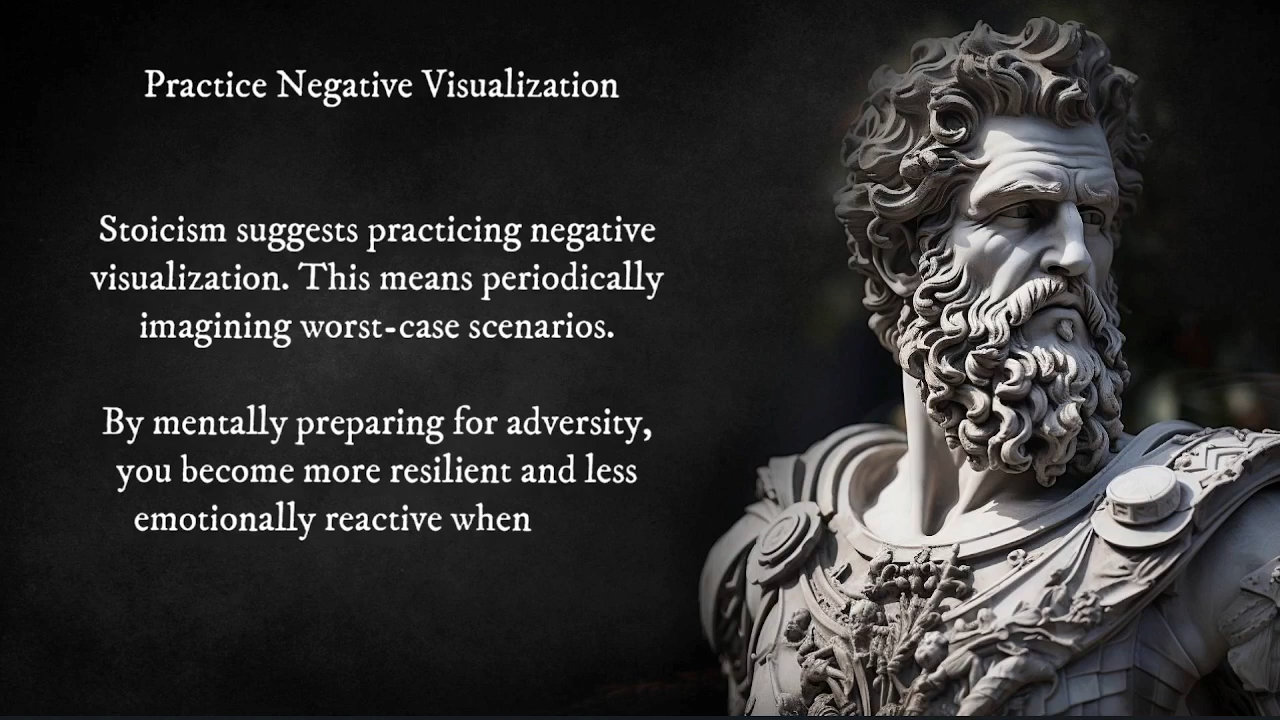 Practice Negative Visualization
Stoicism suggests practicing negative
visualization. This means periodically
imagining worst-case scenarios.
By mentally preparing for adversity,
you become more resilient and less
emotionally reactive when